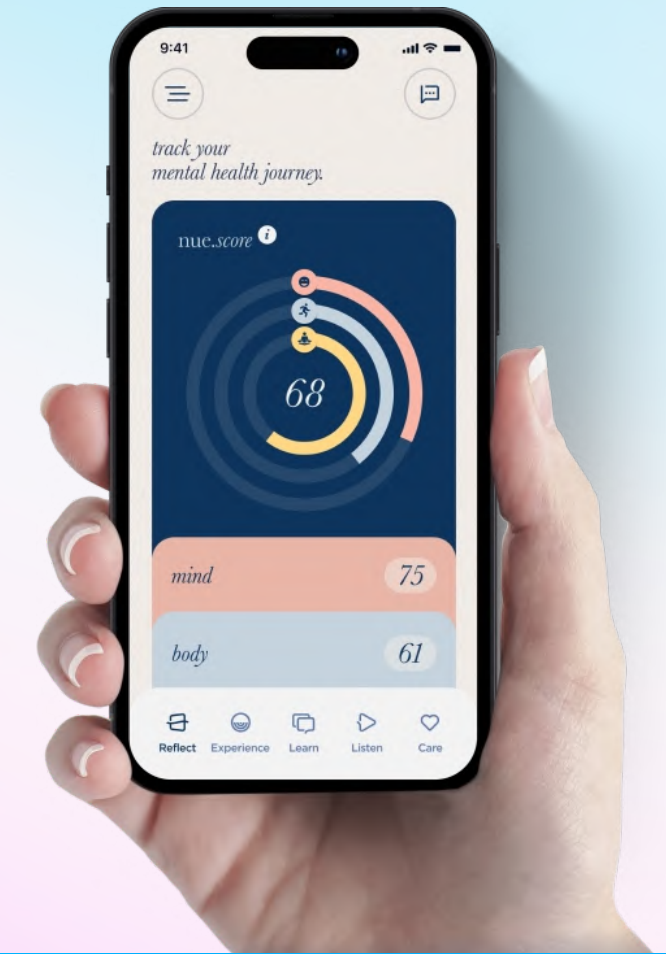 9:41
track your
mental health journey.
nue.score i
68
mind 75
body 61
Reflect Experience Learn Listen Care